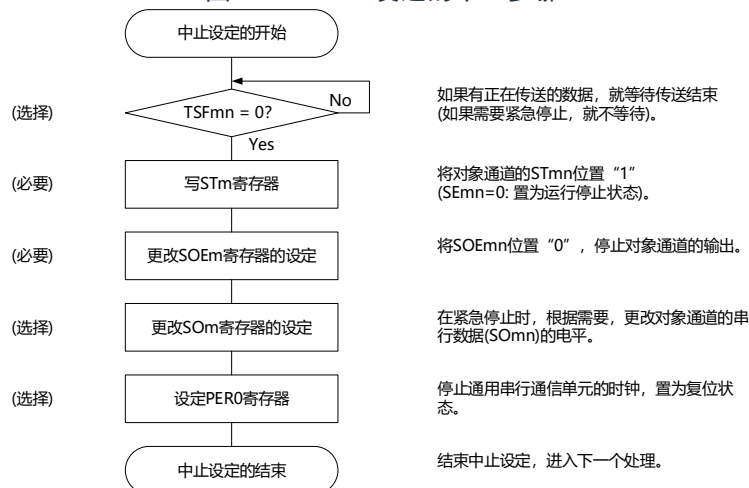 中止设定的开始
(选择)
TSFmn = 0?
No
如果有正在传送的数据，就等待传送结束
(如果需要紧急停止，就不等待)。
Yes
(必要)
写STm寄存器
将对象通道的STmn位置“1”
(SEmn=0: 置为运行停止状态)。
(必要)
更改SOEm寄存器的设定
将SOEmn位置“0”，停止对象通道的输出。
(选择)
更改SOm寄存器的设定
在紧急停止时，根据需要，更改对象通道的串
行数据(SOmn)的电平。
(选择)
设定PER0寄存器
停止通用串行通信单元的时钟，置为复位状
态。
中止设定的结束
结束中止设定，进入下一个处理。